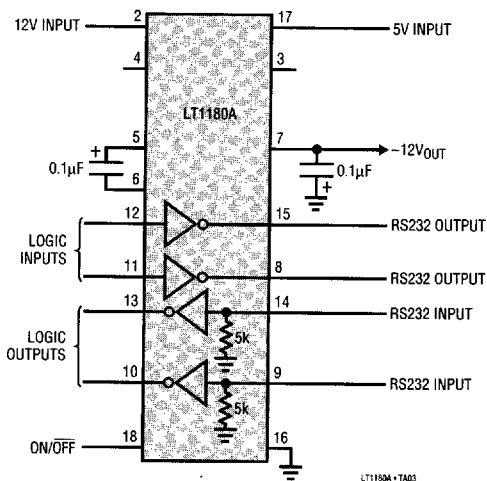 12V INPUT 2 17 5V INPUT
4 3
LT1180A
5 7 ~12VOUT
0.1µF + 0.1µF +
6
12 15 RS232 OUTPUT
LOGIC INPUTS
11 8 RS232 OUTPUT
13 14 RS232 INPUT
LOGIC OUTPUTS
5k
10 9 RS232 INPUT
5k
ON/OFF 18 16
LT1180A • TA03